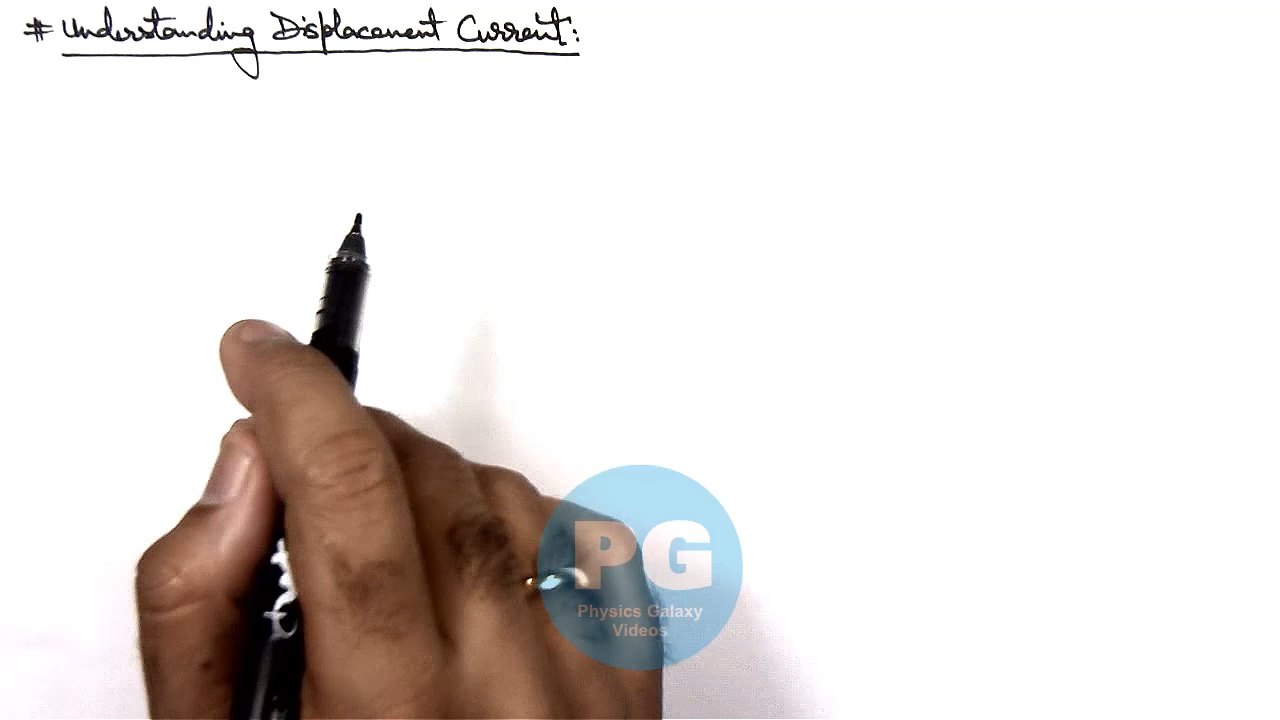 # Understanding Displacement Current:
PG
Physics Galaxy
Videos